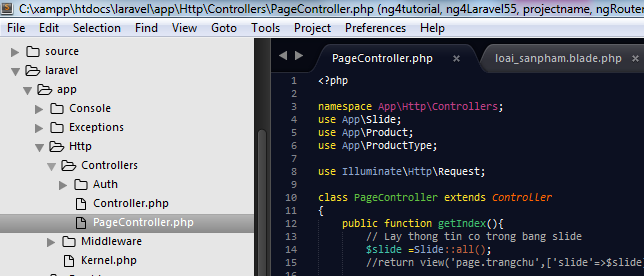 C:\xampp\htdocs\laravel\app\Http\Controllers\PageController.php (ng4tutorial, ng4Laravel55, projectname, ngRouter
File Edit Selection Find View Goto Tools Project Preferences Help
source
laravel
app
Console
Exceptions
Http
Controllers
Auth
Controller.php
PageController.php
Middleware
Kernel.php
PageController.php loai_sanpham.blade.php
1 <?php
2
3 namespace App\Http\Controllers;
4 use App\Slide;
5 use App\Product;
6 use App\ProductType;
7
8 use Illuminate\Http\Request;
9
10 class PageController extends Controller
11 {
12 public function getIndex(){
13 // Lay thong tin co trong bang slide
14 $slide =Slide::all();
15 //return view('page.trangchu',['slide'=>$slide